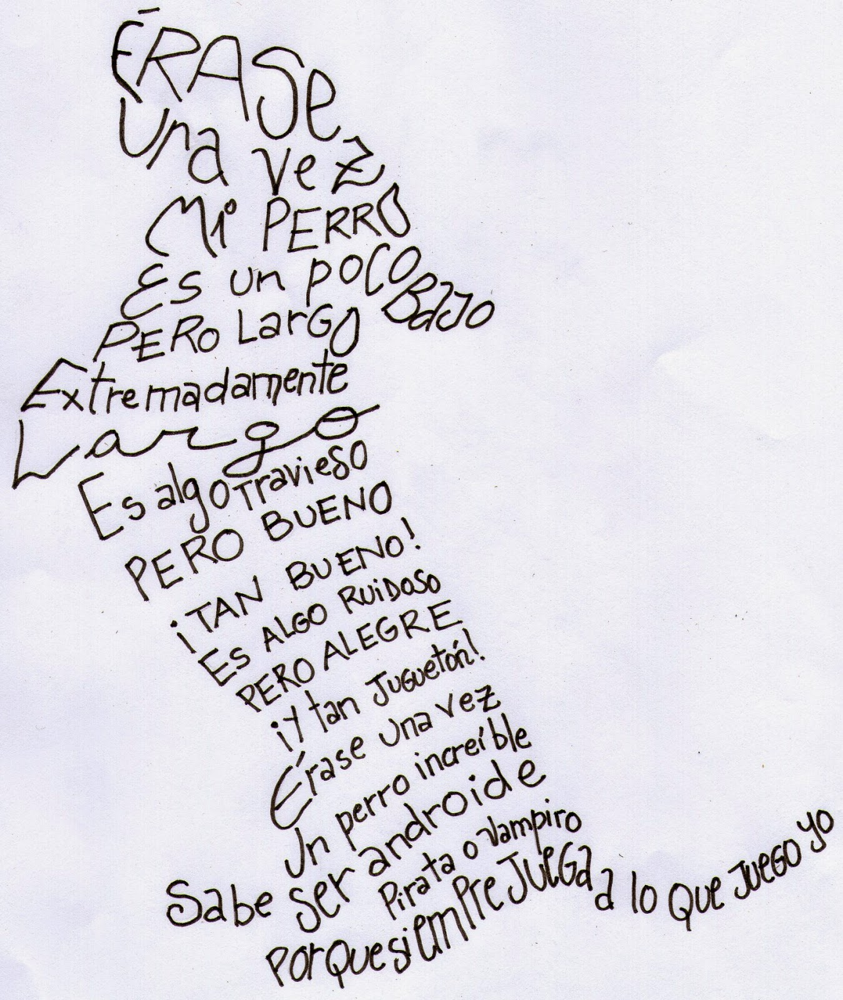 ÉRASe
Una vez
Mi PERRO
Es un poco BaJo
PERO LarGO
Extremadamente
Largo
Es algo Travieso
PERO BUENO
¡TAN BUENO!
Es ALGO RUiDOSO
PERO ALEGRE
¡Y tan JUGUetón!
Érase una vez
Un perro increíble
Sabe ser androide
Pirata o vampiro
PorQue siEmPre JUeGa a lo Que JUeGO yo